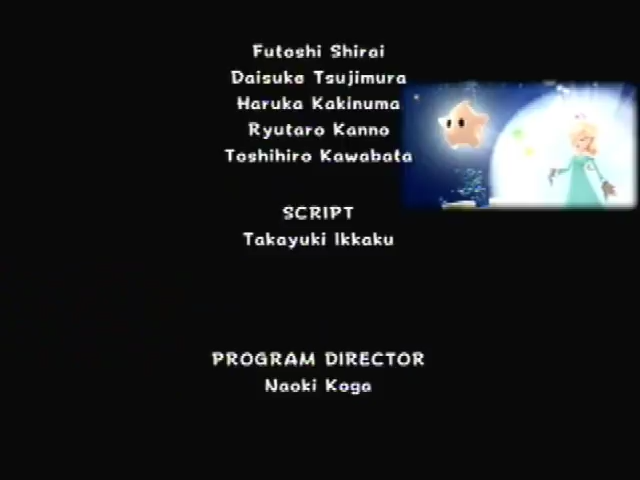 Futoshi Shirai
Daisuke Tsujimura
Haruka Kakinuma
Ryutaro Kanno
Toshihiro Kawabata
SCRIPT
Takayuki Ikkaku
PROGRAM DIRECTOR
Naoki Koga